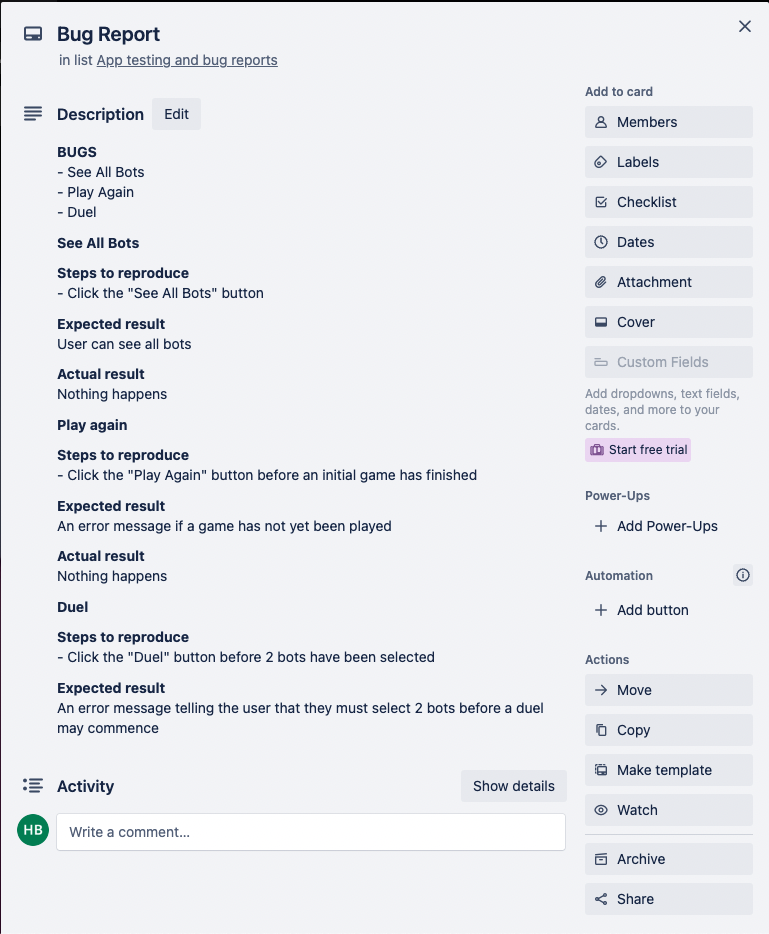 Bug Report
in list App testing and bug reports
Description Edit
BUGS
- See All Bots
- Play Again
- Duel
See All Bots
Steps to reproduce
- Click the "See All Bots" button
Expected result
User can see all bots
Actual result
Nothing happens
Play again
Steps to reproduce
- Click the "Play Again" button before an initial game has finished
Expected result
An error message if a game has not yet been played
Actual result
Nothing happens
Duel
Steps to reproduce
- Click the "Duel" button before 2 bots have been selected
Expected result
An error message telling the user that they must select 2 bots before a duel
may commence
Activity Show details
HB Write a comment…
Add to card
Members
Labels
Checklist
Dates
Attachment
Cover
Custom Fields
Add dropdowns, text fields,
dates, and more to your
cards.
Start free trial
Power-Ups
Add Power-Ups
Automation
Add button
Actions
Move
Copy
Make template
Watch
Archive
Share